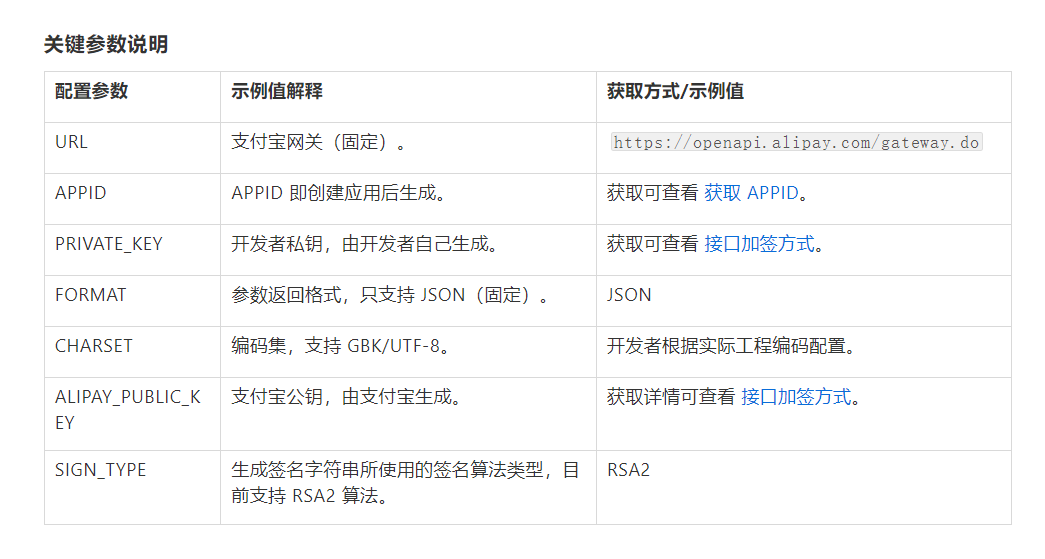 关键参数说明
配置参数 示例值解释 获取方式/示例值
URL 支付宝网关（固定）。 https://openapi.alipay.com/gateway.do
APPID APPID 即创建应用后生成。 获取可查看 获取 APPID。
PRIVATE_KEY 开发者私钥，由开发者自己生成。 获取可查看 接口加签方式。
FORMAT 参数返回格式，只支持 JSON（固定）。 JSON
CHARSET 编码集，支持 GBK/UTF-8。 开发者根据实际工程编码配置。
ALIPAY_PUBLIC_K 支付宝公钥，由支付宝生成。 获取详情可查看 接口加签方式。
EY
SIGN_TYPE 生成签名字符串所使用的签名算法类型，目 RSA2
前支持 RSA2 算法。